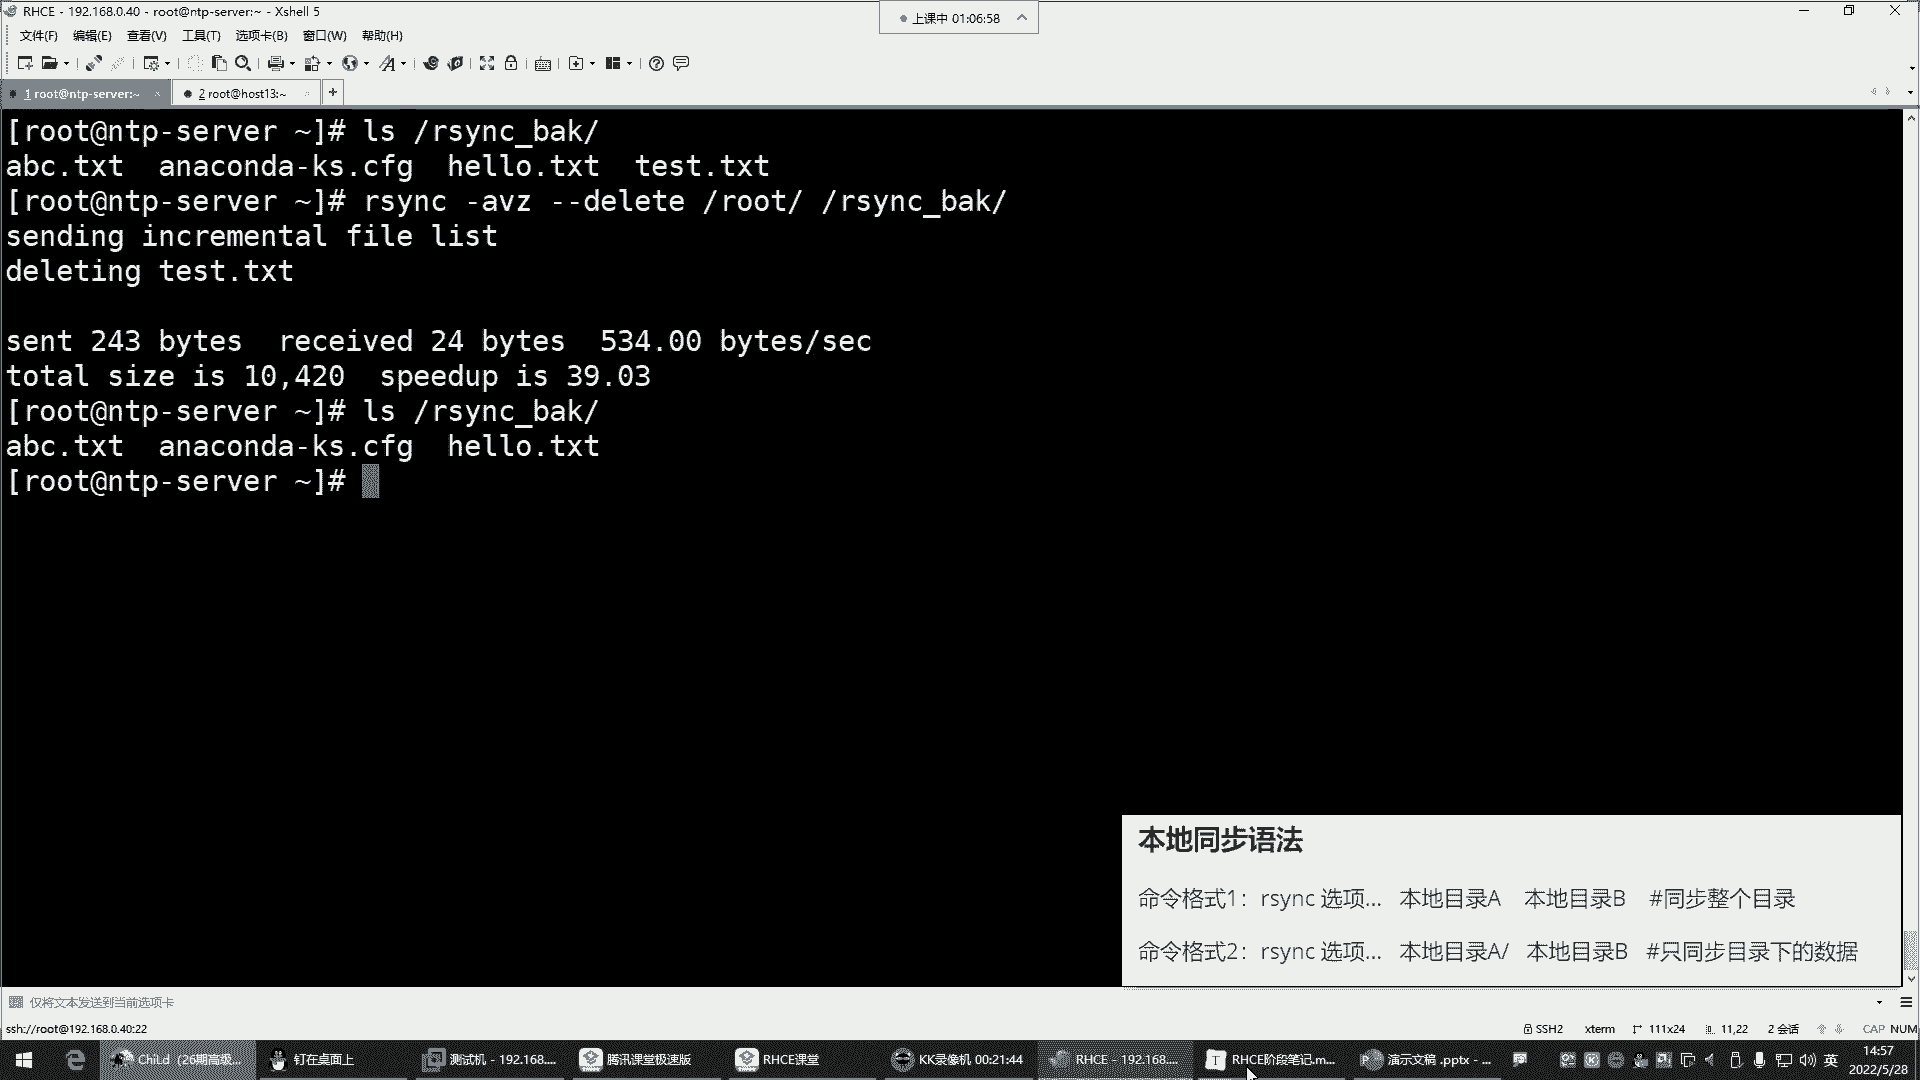 RHCE - 192.168.0.40 - root@ntp-server:~ - Xshell 5
上课中 01:06:58
文件(F) 编辑(E) 查看(V) 工具(T) 选项卡(B) 窗口(W) 帮助(H)
1 root@ntp-server:~ 2 root@host13:~ +
[root@ntp-server ~]# ls /rsync_bak/
abc.txt  anaconda-ks.cfg  hello.txt  test.txt
[root@ntp-server ~]# rsync -avz --delete /root/ /rsync_bak/
sending incremental file list
deleting test.txt
sent 243 bytes  received 24 bytes  534.00 bytes/sec
total size is 10,420  speedup is 39.03
[root@ntp-server ~]# ls /rsync_bak/
abc.txt  anaconda-ks.cfg  hello.txt
[root@ntp-server ~]#
本地同步语法
命令格式1：rsync 选项... 本地目录A 本地目录B #同步整个目录
命令格式2：rsync 选项... 本地目录A/ 本地目录B #只同步目录下的数据
仅将文本发送到当前选项卡
ssh://root@192.168.0.40:22 SSH2 xterm 111x24 11,22 2 会话 CAP NUM
ChiLd（26期高级... 钉在桌面上 测试机 - 192.168.... 腾讯课堂极速版 RHCE课堂 KK录像机 00:21:44 RHCE - 192.168.... RHCE阶段笔记.m... 演示文稿 .pptx - ... 英 14:57
2022/5/28